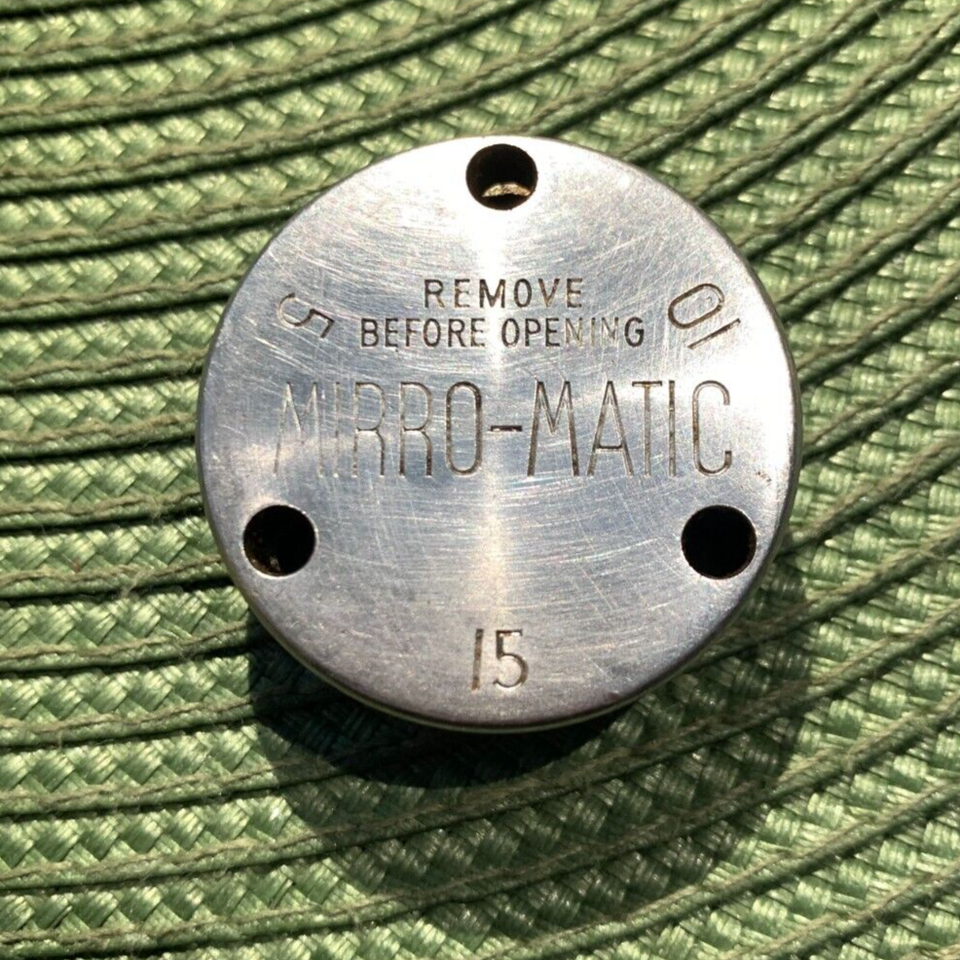 REMOVE
BEFORE OPENING
5
10
MIRRO-MATIC
15